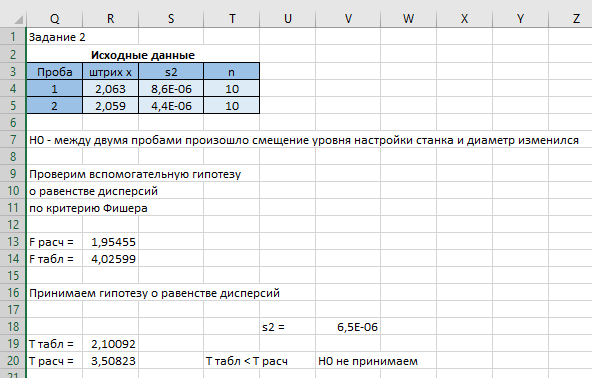 Q R S T U V W X Y Z
1 Задание 2
2 Исходные данные
3 Проба штрих x s2 n
4 1 2,063 8,6E-06 10
5 2 2,059 4,4E-06 10
6
7 H0 - между двумя пробами произошло смещение уровня настройки станка и диаметр изменился
8
9 Проверим вспомогательную гипотезу
10 о равенстве дисперсий
11 по критерию Фишера
12
13 F расч = 1,95455
14 F табл = 4,02599
15
16 Принимаем гипотезу о равенстве дисперсий
17
18 s2 = 6,5E-06
19 T табл = 2,10092
20 T расч = 3,50823 T табл < T расч H0 не принимаем
21